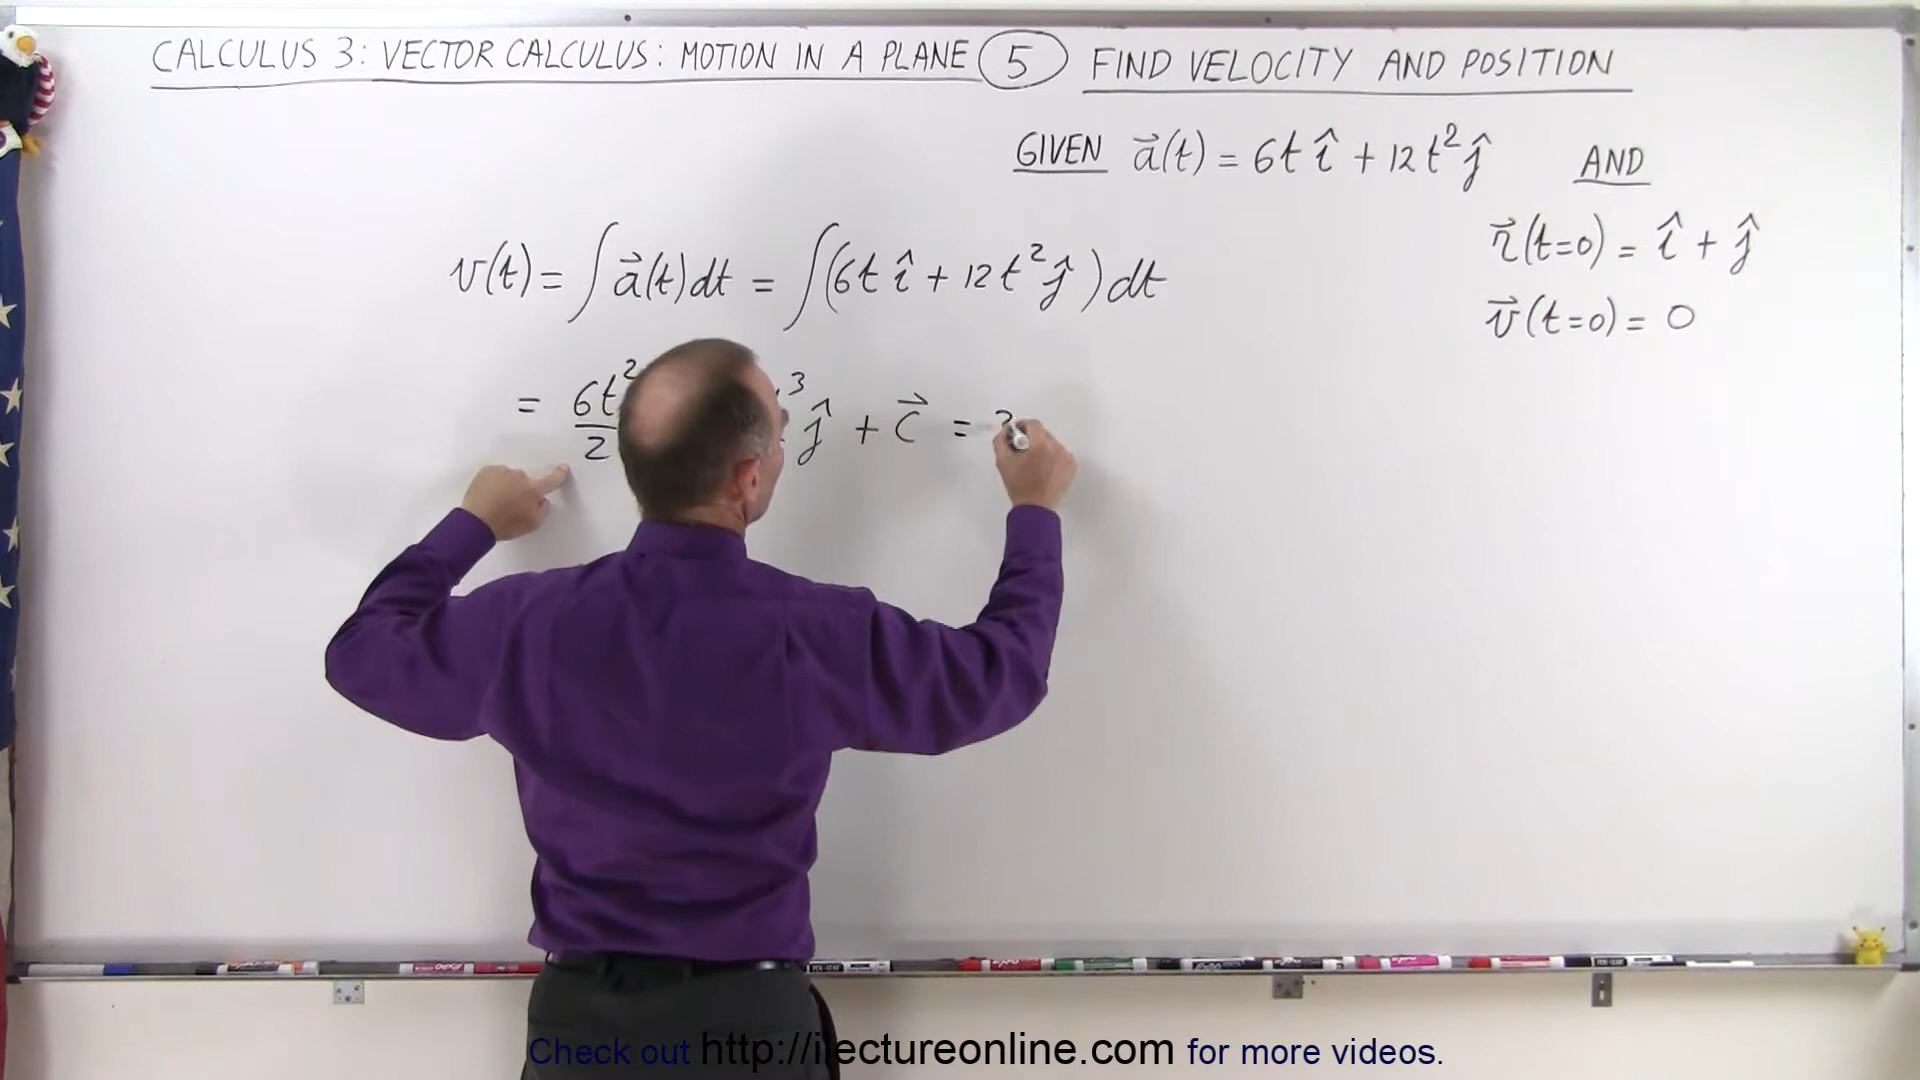 CALCULUS 3: VECTOR CALCULUS: MOTION IN A PLANE 5 FIND VELOCITY AND POSITION
GIVEN a⃗(t) = 6t î + 12t² ĵ AND
r⃗(t=0) = î + ĵ
v⃗(t=0) = 0
v(t) = ∫ a⃗(t)dt = ∫(6t î + 12t² ĵ)dt
= 6t²/2 ³ ĵ + C⃗ =
Check out http://ilectureonline.com for more videos.